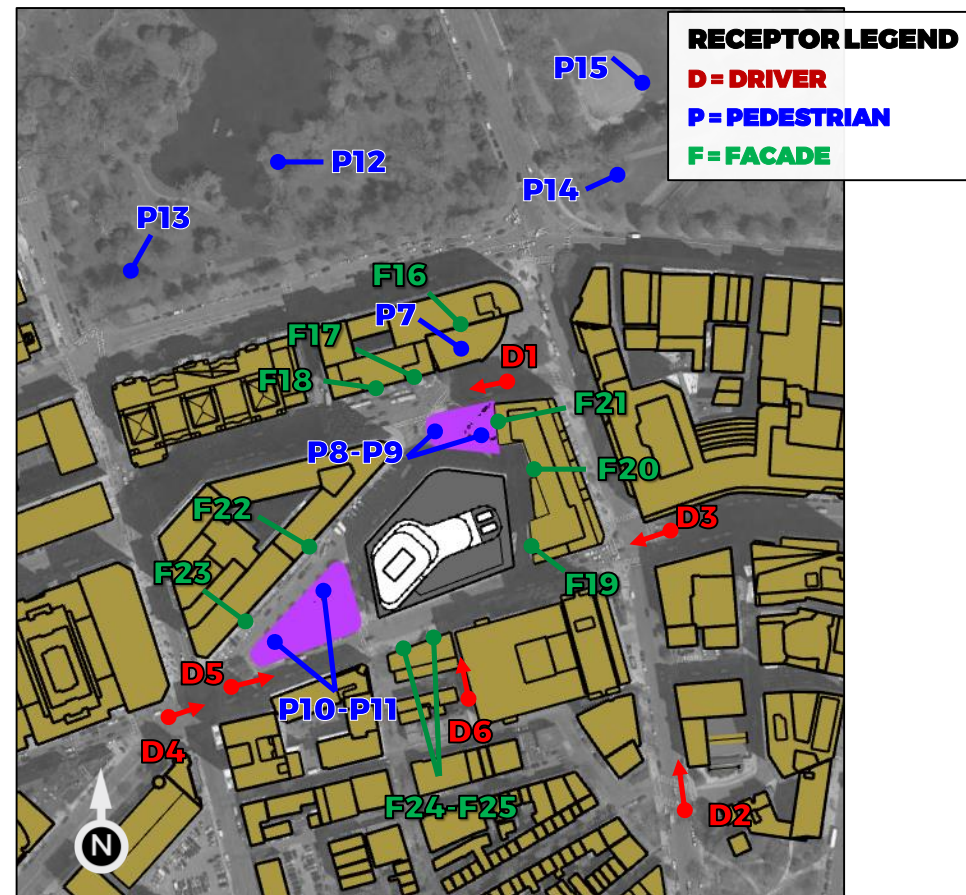 RECEPTOR LEGEND
D = DRIVER
P = PEDESTRIAN
F = FACADE
P15
P12
P14
P13
F16
P7
F17
D1
F18
F21
P8-P9
F20
F22
D3
F23
F19
D5
P10-P11
D6
D4
F24-F25
D2
N